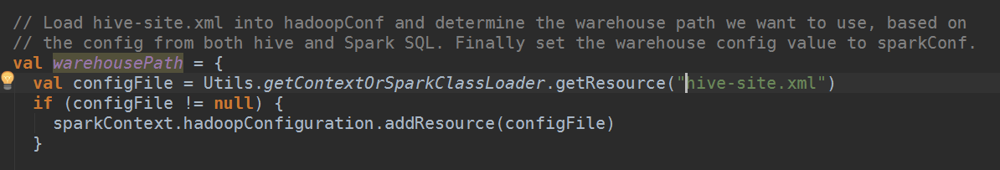 // Load hive-site.xml into hadoopConf and determine the warehouse path we want to use, based on
// the config from both hive and Spark SQL. Finally set the warehouse config value to sparkConf.
val warehousePath = {
val configFile = Utils.getContextOrSparkClassLoader.getResource("hive-site.xml")
if (configFile != null) {
sparkContext.hadoopConfiguration.addResource(configFile)
}